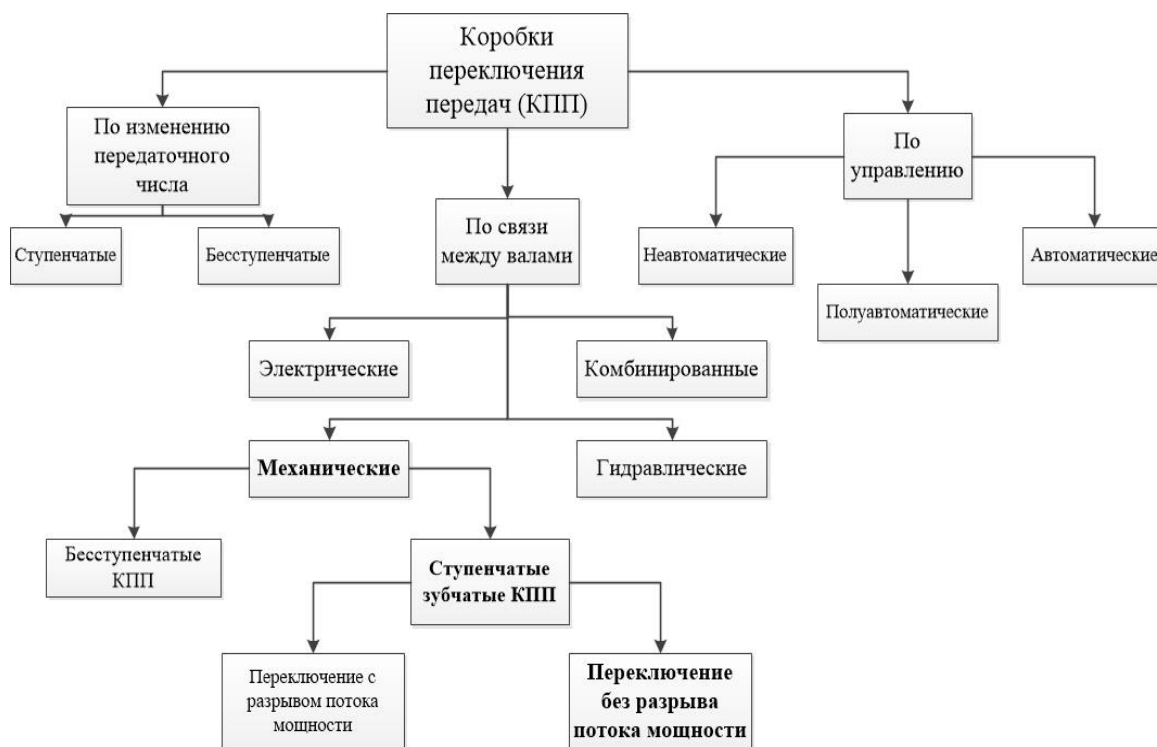 Коробки
переключения
передач (КПП)
По изменению
передаточного
числа
По
управлению
По связи
между валами
Ступенчатые
Бесступенчатые
Неавтоматические
Автоматические
Полуавтоматические
Электрические
Комбинированные
Механические
Гидравлические
Бесступенчатые
КПП
Ступенчатые
зубчатые КПП
Переключение с
разрывом потока
мощности
Переключение
без разрыва
потока мощности